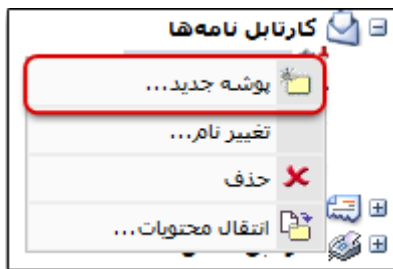 کارتابل نامه‌ها
پوشه جدید...
تغییر نام...
حذف
انتقال محتویات...